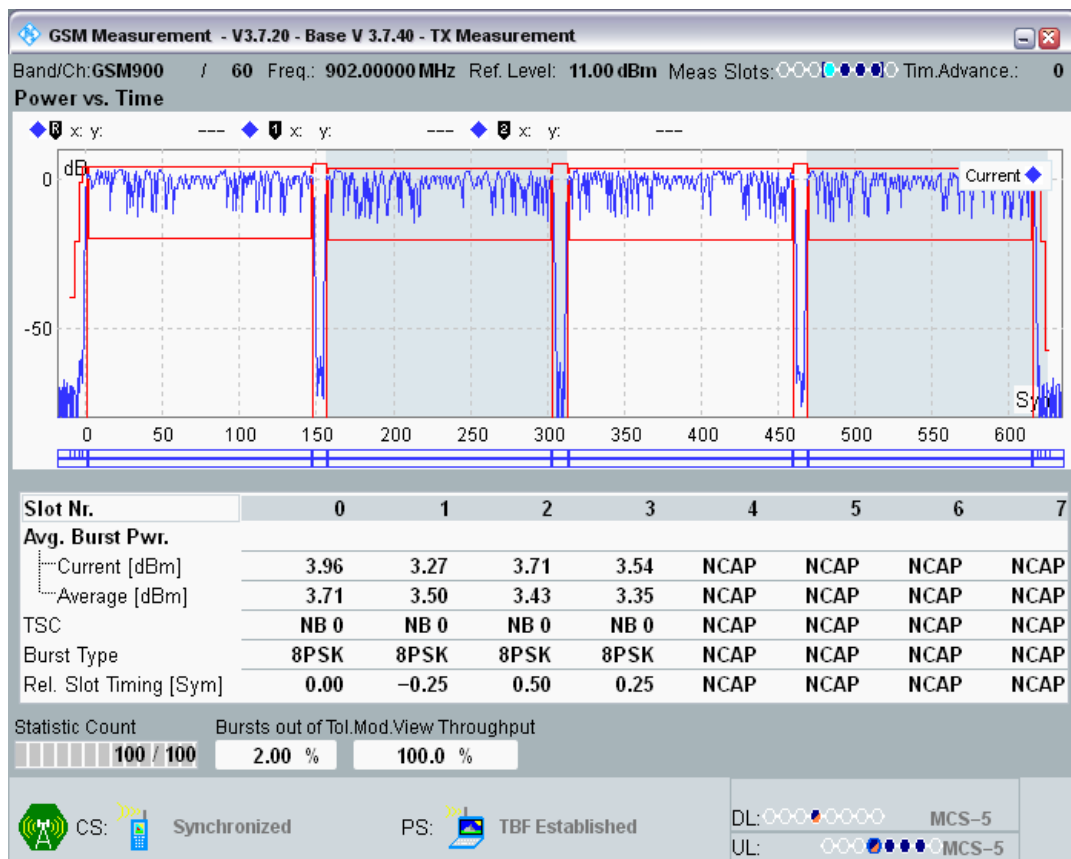 GSM Measurement - V3.7.20 - Base V 3.7.40 - TX Measurement
Band/Ch:GSM900 / 60 Freq.: 902.00000 MHz Ref. Level: 11.00 dBm Meas Slots: Tim.Advance.: 0
Power vs. Time
R x: y: --- 1 x: y: --- 2 x: y: ---
dB
Current
0
-50
Sy
0 50 100 150 200 250 300 350 400 450 500 550 600
Slot Nr. 0 1 2 3 4 5 6 7
Avg. Burst Pwr.
Current [dBm] 3.96 3.27 3.71 3.54 NCAP NCAP NCAP NCAP
Average [dBm] 3.71 3.50 3.43 3.35 NCAP NCAP NCAP NCAP
TSC NB 0 NB 0 NB 0 NB 0 NCAP NCAP NCAP NCAP
Burst Type 8PSK 8PSK 8PSK 8PSK NCAP NCAP NCAP NCAP
Rel. Slot Timing [Sym] 0.00 −0.25 0.50 0.25 NCAP NCAP NCAP NCAP
Statistic Count Bursts out of Tol.Mod.View Throughput
100 / 100 2.00 % 100.0 %
CS: Synchronized PS: TBF Established
DL: MCS−5
UL: MCS−5